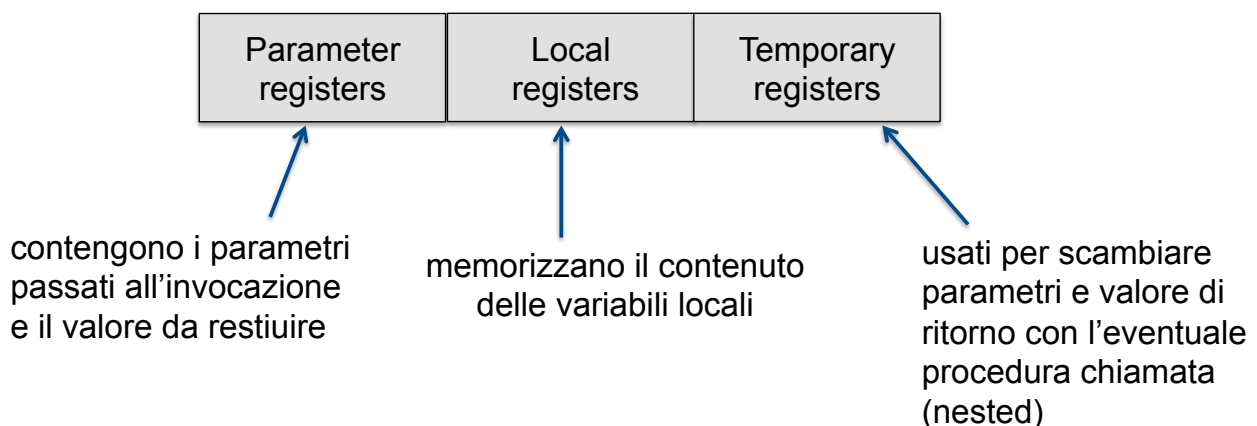 Parameter
registers
Local
registers
Temporary
registers
contengono i parametri
passati all’invocazione
e il valore da restiuire
memorizzano il contenuto
delle variabili locali
usati per scambiare
parametri e valore di
ritorno con l’eventuale
procedura chiamata
(nested)